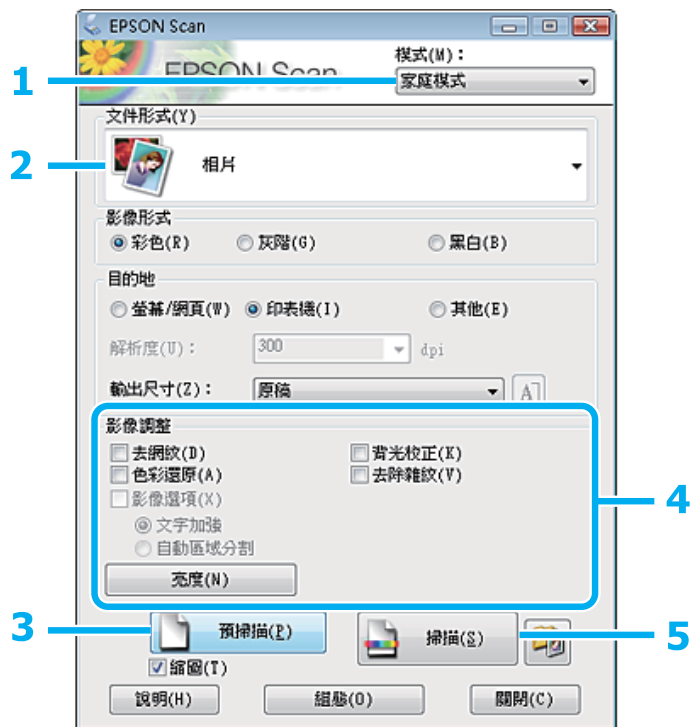 EPSON Scan
EPSON Scan
模式(M)：
1
家庭模式
文件形式(Y)
2
相片
影像形式
彩色(R) 灰階(G) 黑白(B)
目的地
螢幕/網頁(W) 印表機(I) 其他(E)
解析度(U)： 300 dpi
輸出尺寸(Z)： 原稿 A
影像調整
去網紋(D) 背光校正(K)
色彩還原(A) 去除雜紋(V)
影像選項(X)
4
文字加強
自動區域分割
亮度(N)
3 預掃描(P) 掃描(S) 5
縮圖(T)
說明(H) 組態(O) 關閉(C)